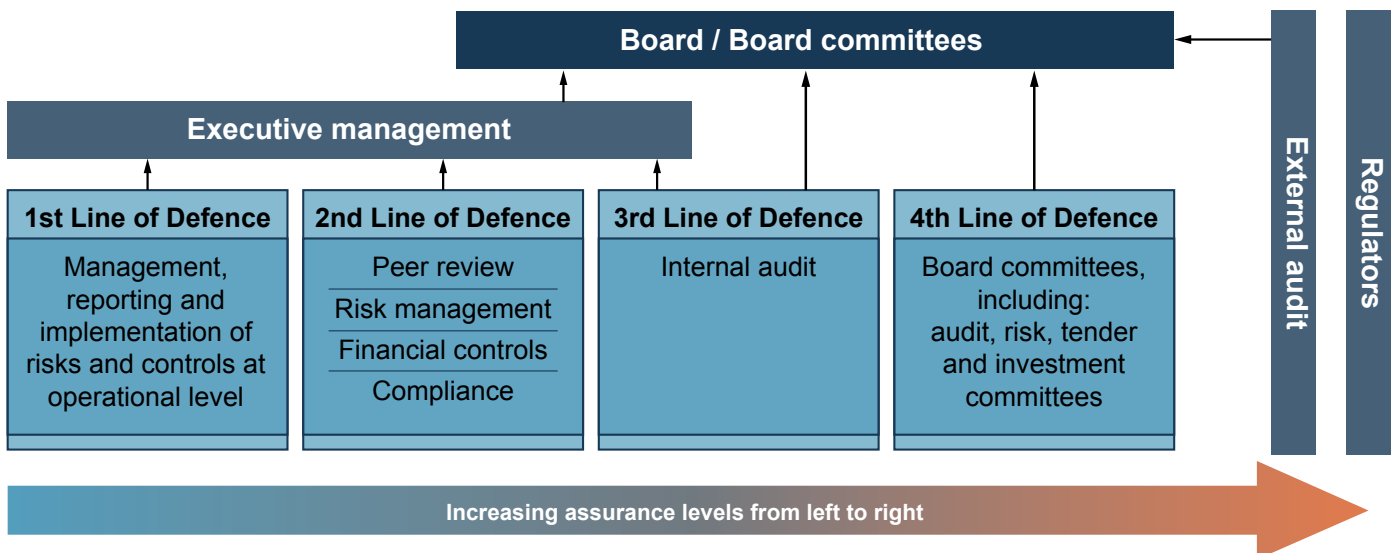 Board / Board committees
Executive management
1st Line of Defence
Management,
reporting and
implementation of
risks and controls at
operational level
2nd Line of Defence
Peer review
Risk management
Financial controls
Compliance
3rd Line of Defence
Internal audit
4th Line of Defence
Board committees,
including:
audit, risk, tender
and investment
committees
External audit
Regulators
Increasing assurance levels from left to right